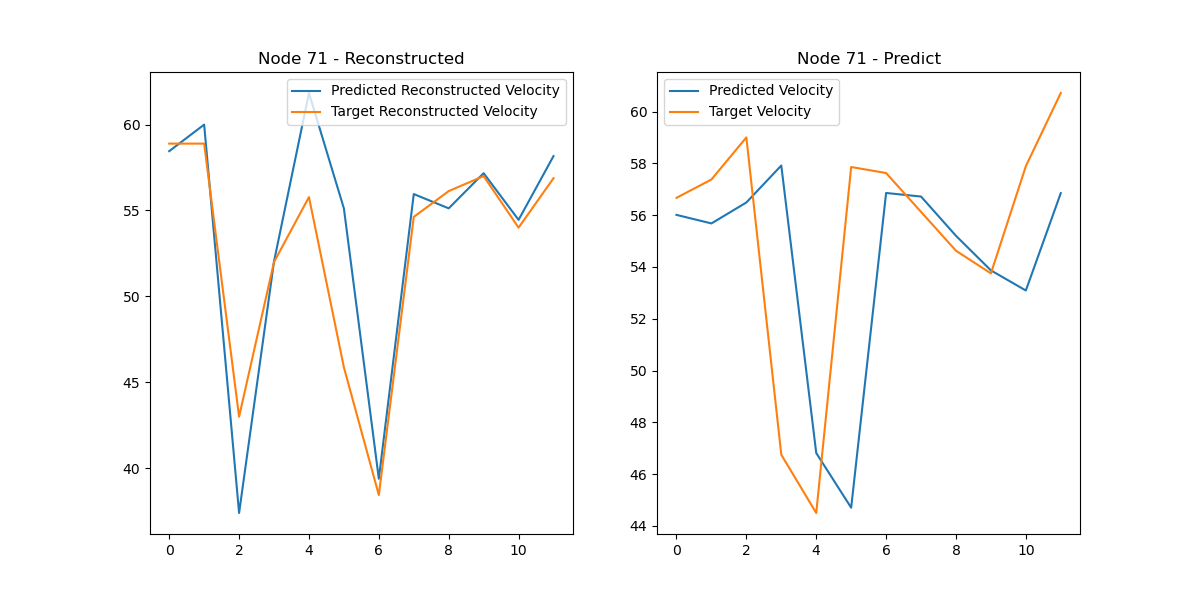 Node 71 - Reconstructed
Predicted Reconstructed Velocity
Target Reconstructed Velocity
60
55
50
45
40
0 2 4 6 8 10
Node 71 - Predict
Predicted Velocity
Target Velocity
60
58
56
54
52
50
48
46
44
0 2 4 6 8 10